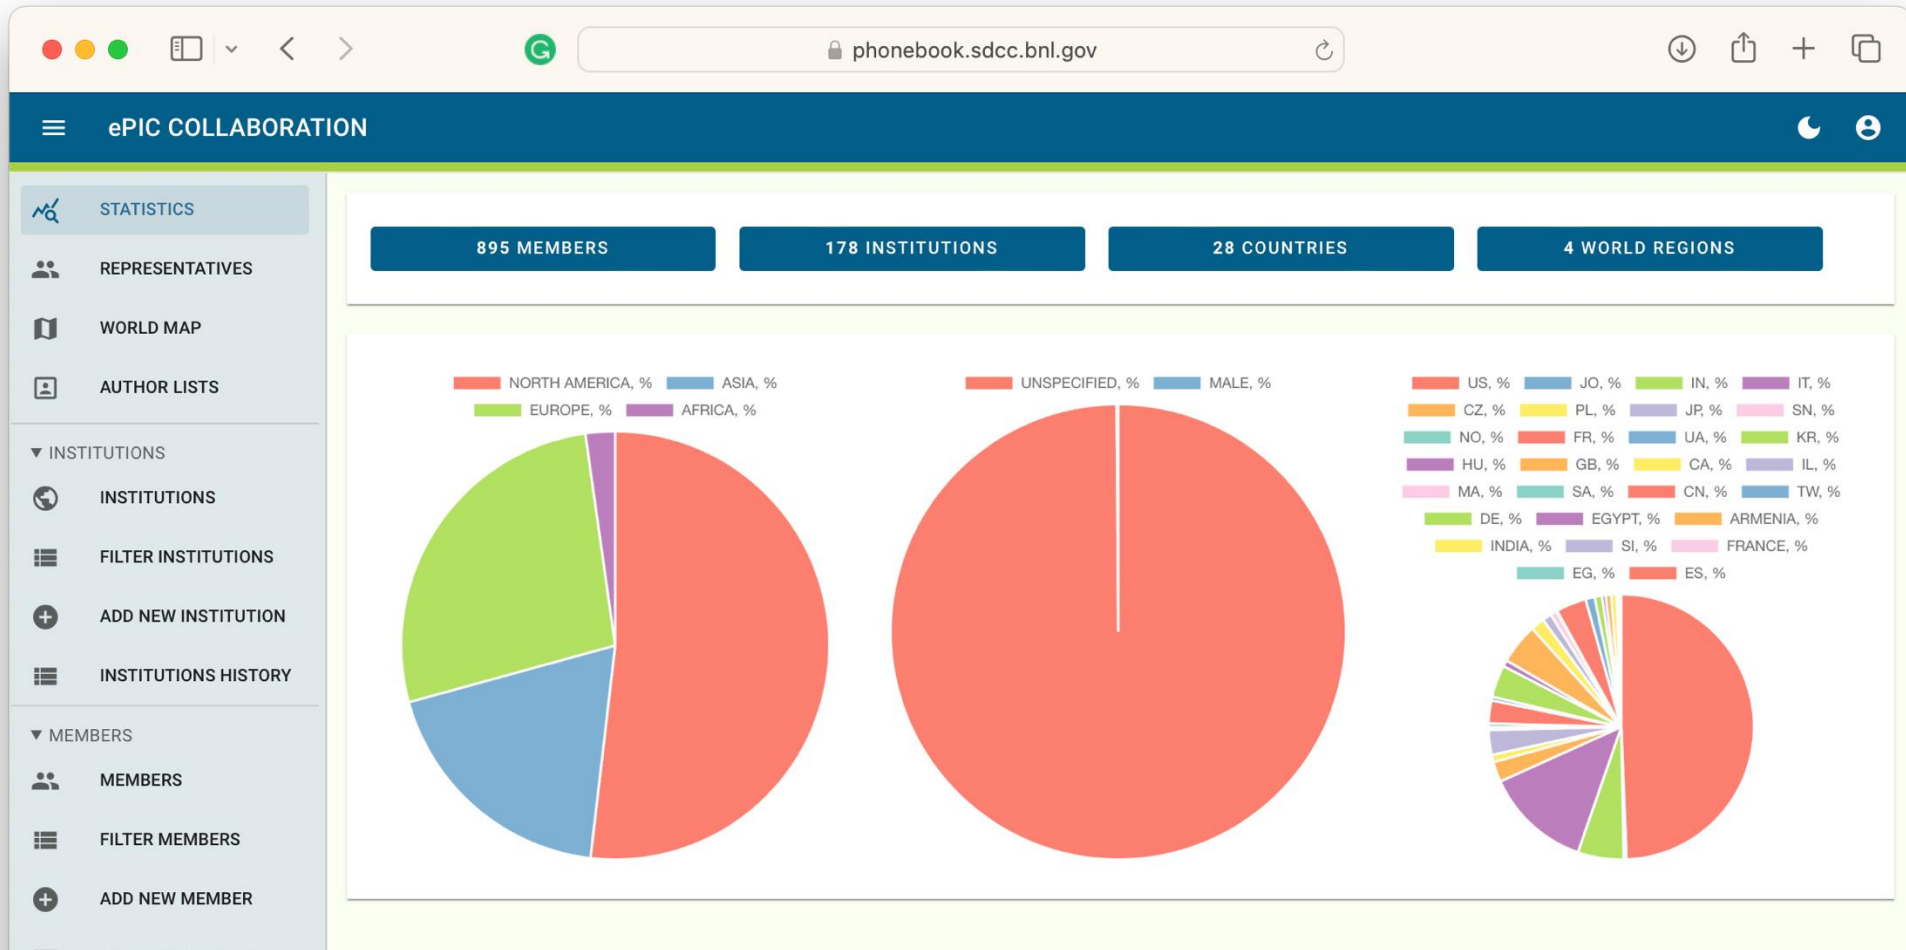 phonebook.sdcc.bnl.gov
ePIC COLLABORATION
STATISTICS
REPRESENTATIVES
WORLD MAP
AUTHOR LISTS
▼ INSTITUTIONS
INSTITUTIONS
FILTER INSTITUTIONS
ADD NEW INSTITUTION
INSTITUTIONS HISTORY
▼ MEMBERS
MEMBERS
FILTER MEMBERS
ADD NEW MEMBER
895 MEMBERS
178 INSTITUTIONS
28 COUNTRIES
4 WORLD REGIONS
NORTH AMERICA, % ASIA, %
EUROPE, % AFRICA, %
UNSPECIFIED, % MALE, %
US, % JO, % IN, % IT, %
CZ, % PL, % JP, % SN, %
NO, % FR, % UA, % KR, %
HU, % GB, % CA, % IL, %
MA, % SA, % CN, % TW, %
DE, % EGYPT, % ARMENIA, %
INDIA, % SI, % FRANCE, %
EG, % ES, %